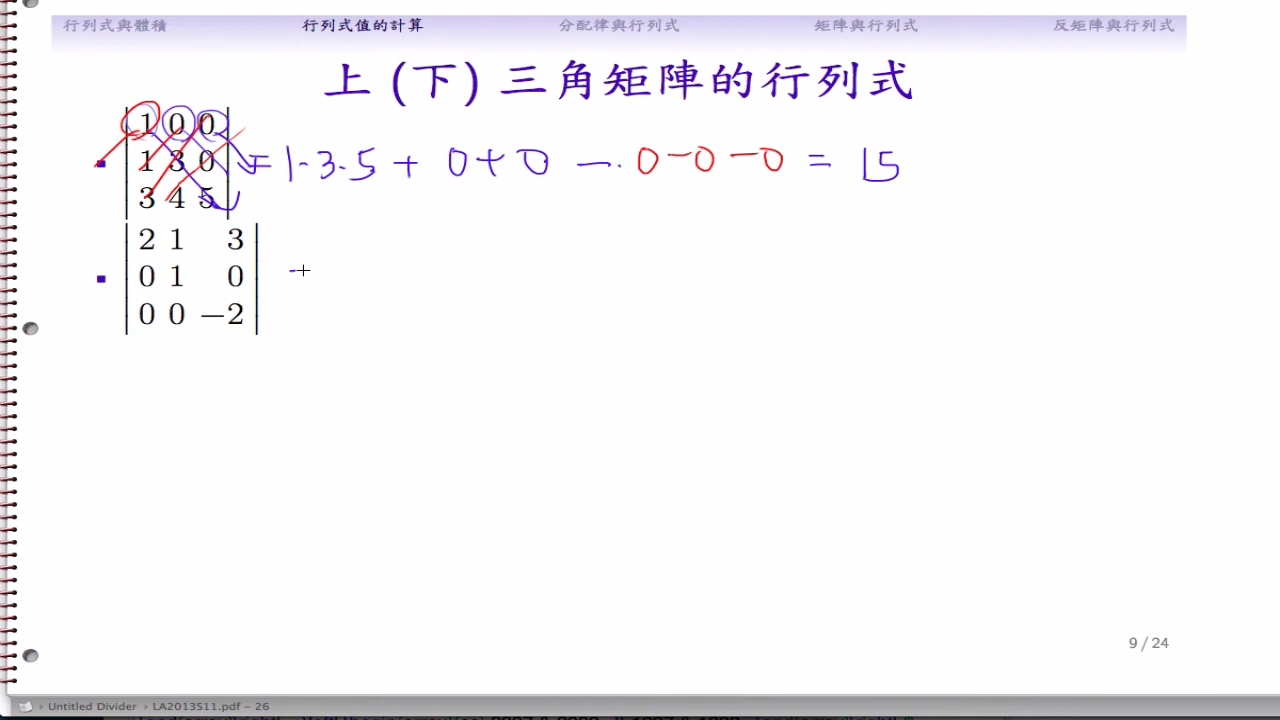 行列式與體積 行列式值的計算 分配律與行列式 矩陣與行列式 反矩陣與行列式
上 (下) 三角矩陣的行列式
1 0 0
1 3 0 = 1·3·5 + 0 + 0 - 0 - 0 - 0 = 15
3 4 5
2 1 3
0 1 0
0 0 −2
9 / 24
› Untitled Divider › LA2013S11.pdf - 26